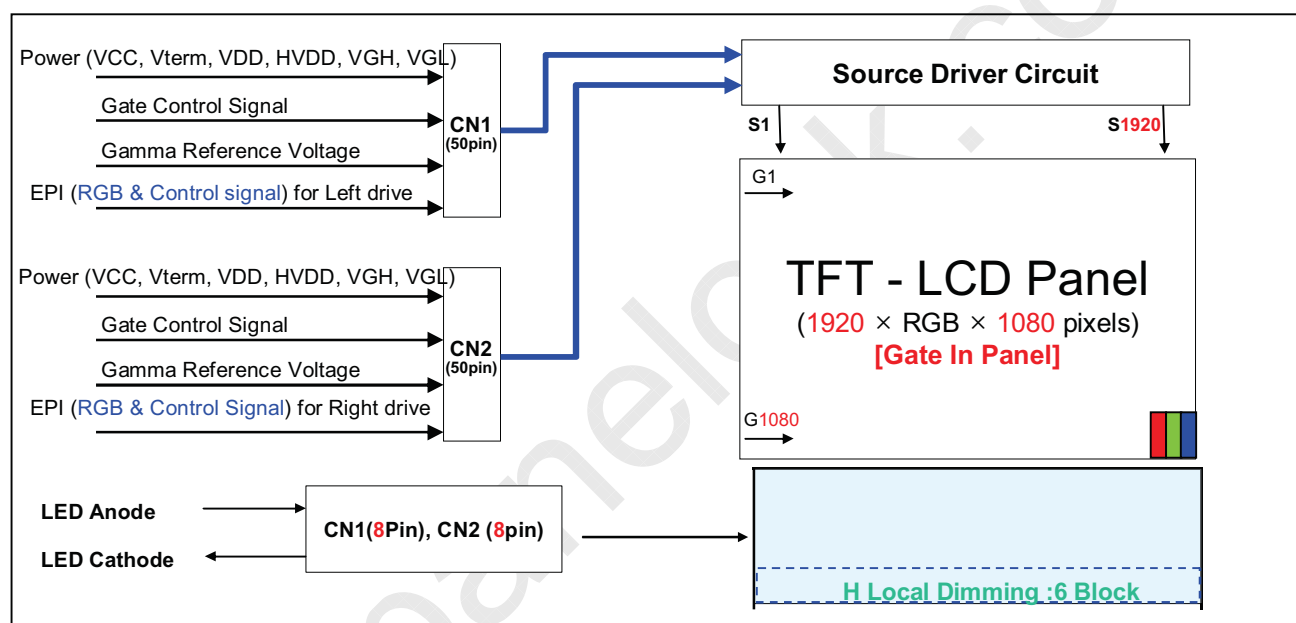 Power (VCC, Vterm, VDD, HVDD, VGH, VGL)
Gate Control Signal
Gamma Reference Voltage
EPI (RGB & Control signal) for Left drive
CN1
(50pin)
Power (VCC, Vterm, VDD, HVDD, VGH, VGL)
Gate Control Signal
Gamma Reference Voltage
EPI (RGB & Control Signal) for Right drive
CN2
(50pin)
Source Driver Circuit
S1
S1920
G1
TFT - LCD Panel
(1920 × RGB × 1080 pixels)
[Gate In Panel]
G1080
LED Anode
LED Cathode
CN1(8Pin), CN2 (8pin)
H Local Dimming :6 Block